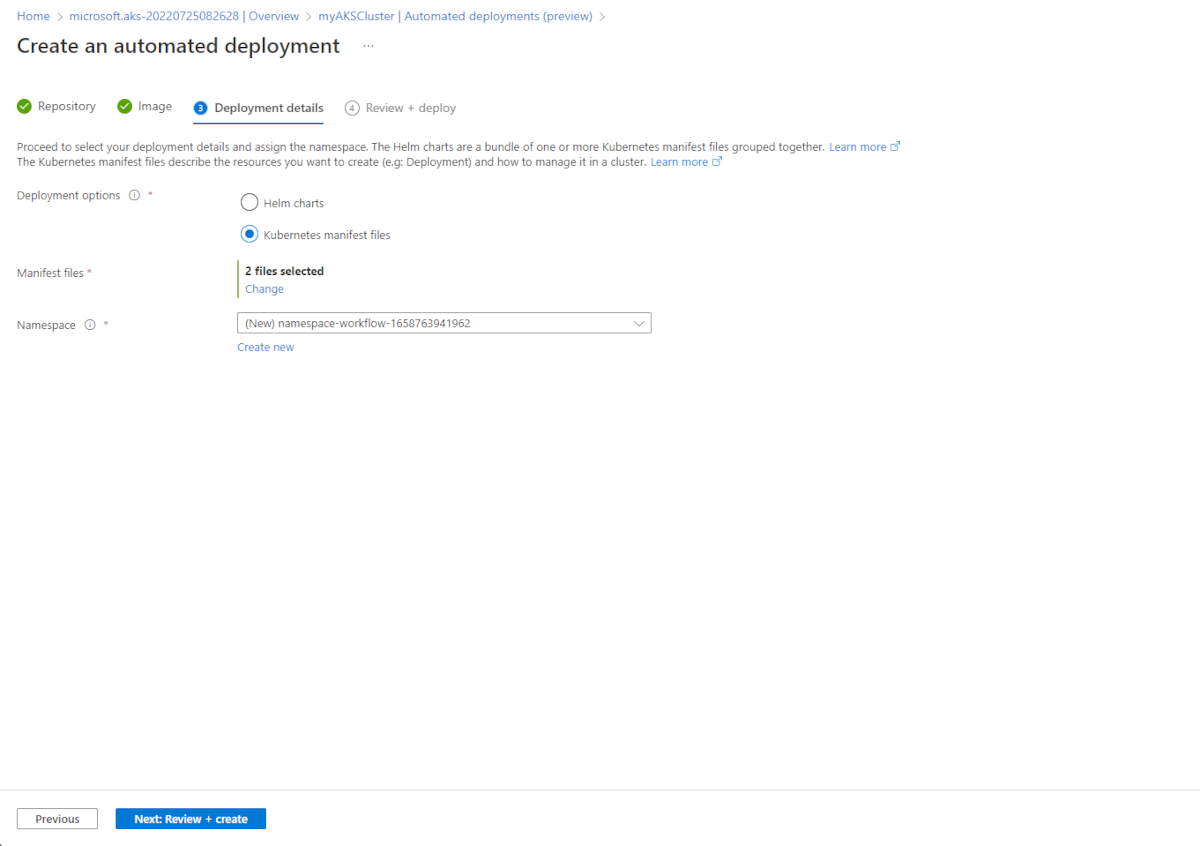 Home > microsoft.aks-20220725082628 | Overview > myAKSCluster | Automated deployments (preview) >
Create an automated deployment ...
Repository Image 3 Deployment details 4 Review + deploy
Proceed to select your deployment details and assign the namespace. The Helm charts are a bundle of one or more Kubernetes manifest files grouped together. Learn more
The Kubernetes manifest files describe the resources you want to create (e.g: Deployment) and how to manage it in a cluster. Learn more
Deployment options *
Helm charts
Kubernetes manifest files
Manifest files *
2 files selected
Change
Namespace *
(New) namespace-workflow-1658763941962
Create new
Previous
Next: Review + create